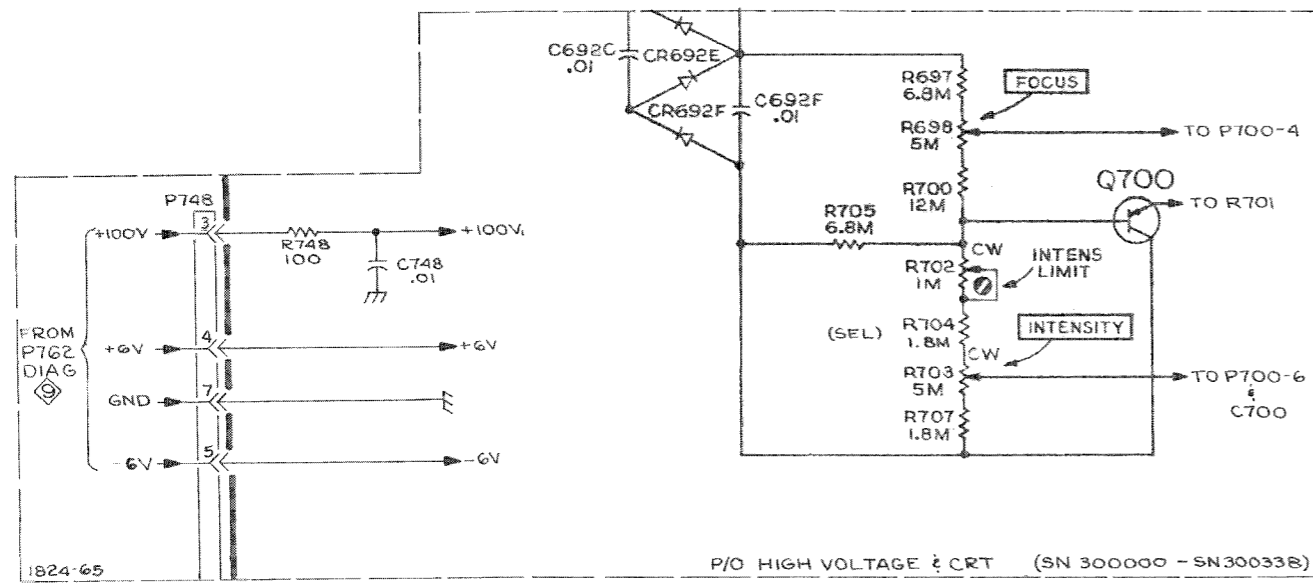 C692C
.01
CR692E
CR692F
C692F
.01
R697
6.8M
FOCUS
R698
5M
TO P700-4
R700
12M
Q700
TO R701
R705
6.8M
CW
R702
1M
INTENS
LIMIT
(SEL)
R704
1.8M
INTENSITY
CW
R703
5M
TO P700-6
&
C700
R707
1.8M
P748
+100V
3
R748
100
+100V1
C748
.01
FROM
P762
DIAG
9
+6V
4
+6V
GND
7
-6V
5
-6V
1824-65
P/O HIGH VOLTAGE & CRT (SN 300000 - SN300338)